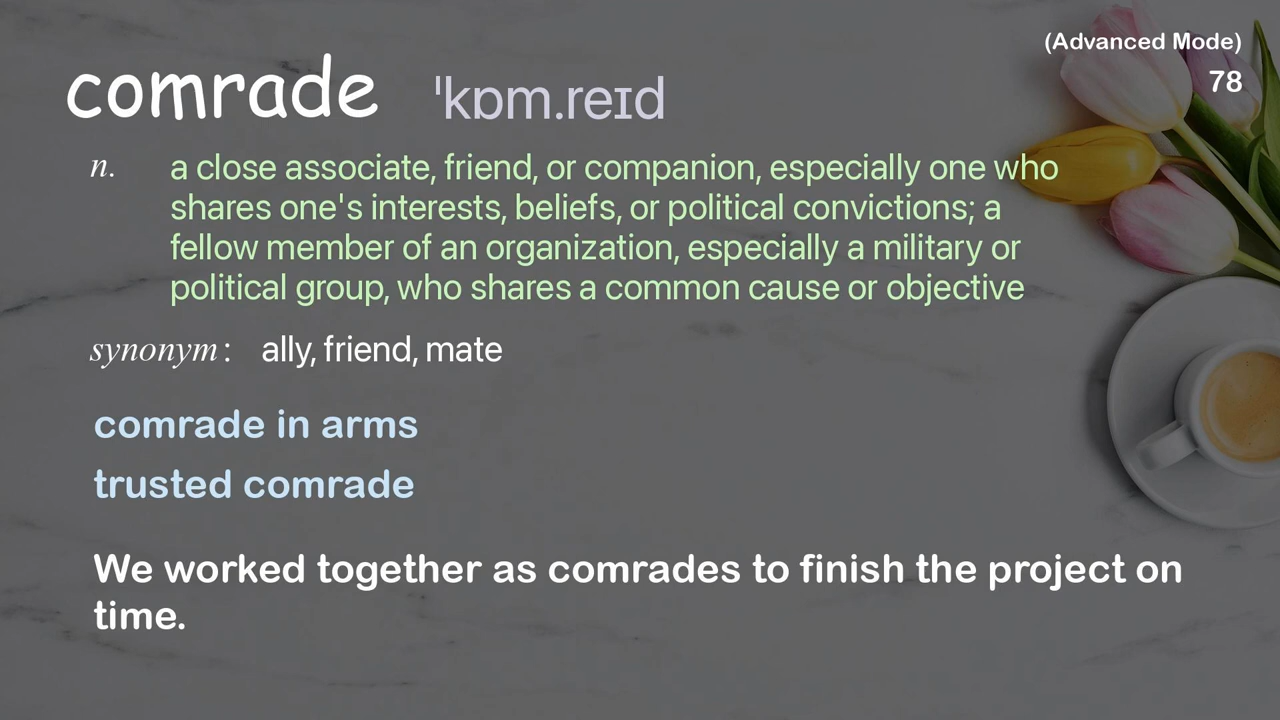 (Advanced Mode)
78
comrade ˈkɒm.reɪd
n. a close associate, friend, or companion, especially one who
shares one's interests, beliefs, or political convictions; a
fellow member of an organization, especially a military or
political group, who shares a common cause or objective
synonym: ally, friend, mate
comrade in arms
trusted comrade
We worked together as comrades to finish the project on
time.